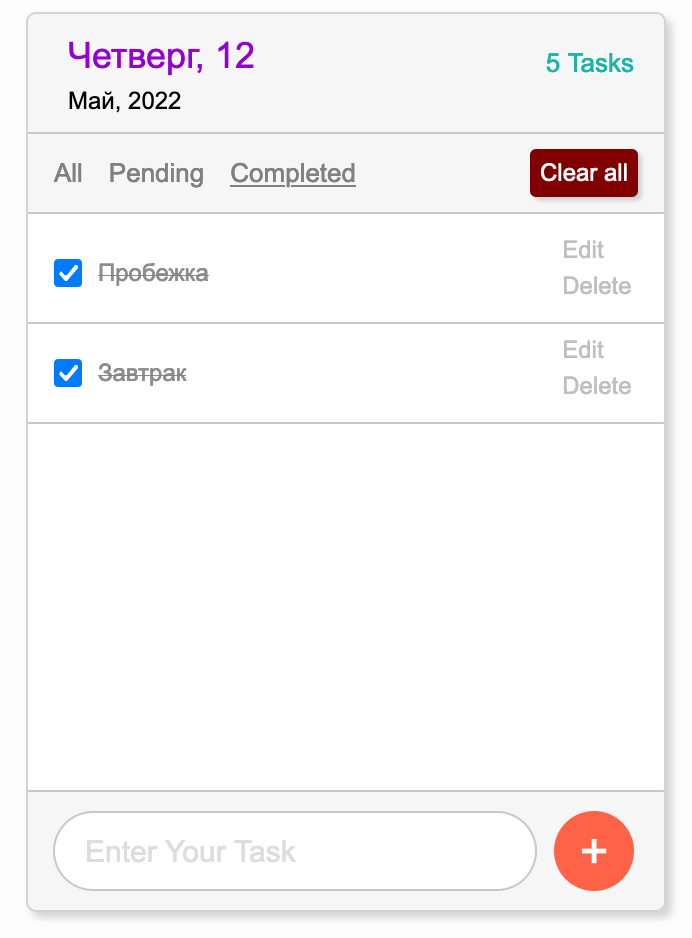 Четверг, 12
5 Tasks
Май, 2022
All Pending Completed Clear all
Пробежка
Edit
Delete
Завтрак
Edit
Delete
Enter Your Task
+